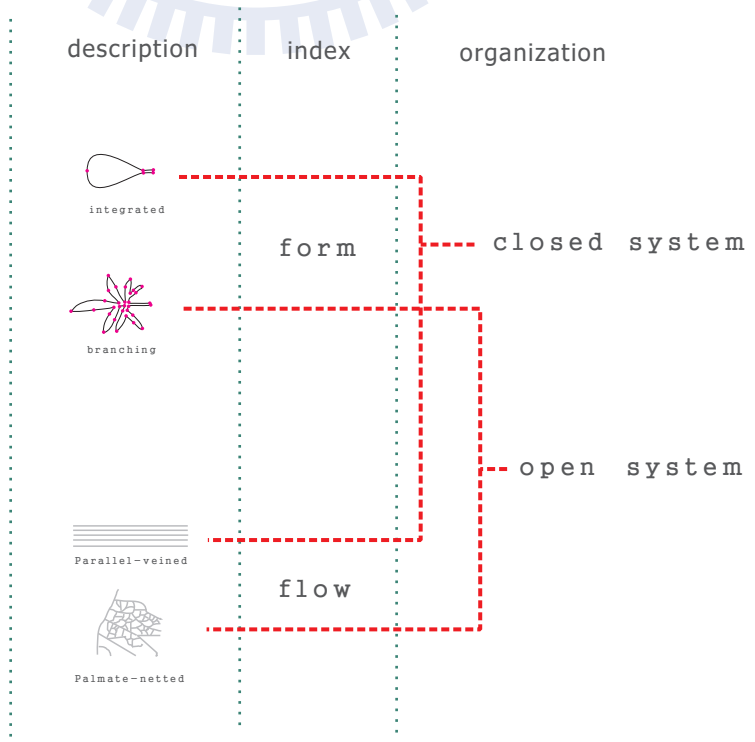 description
index
organization
integrated
form
closed system
branching
open system
Parallel-veined
flow
Palmate-netted